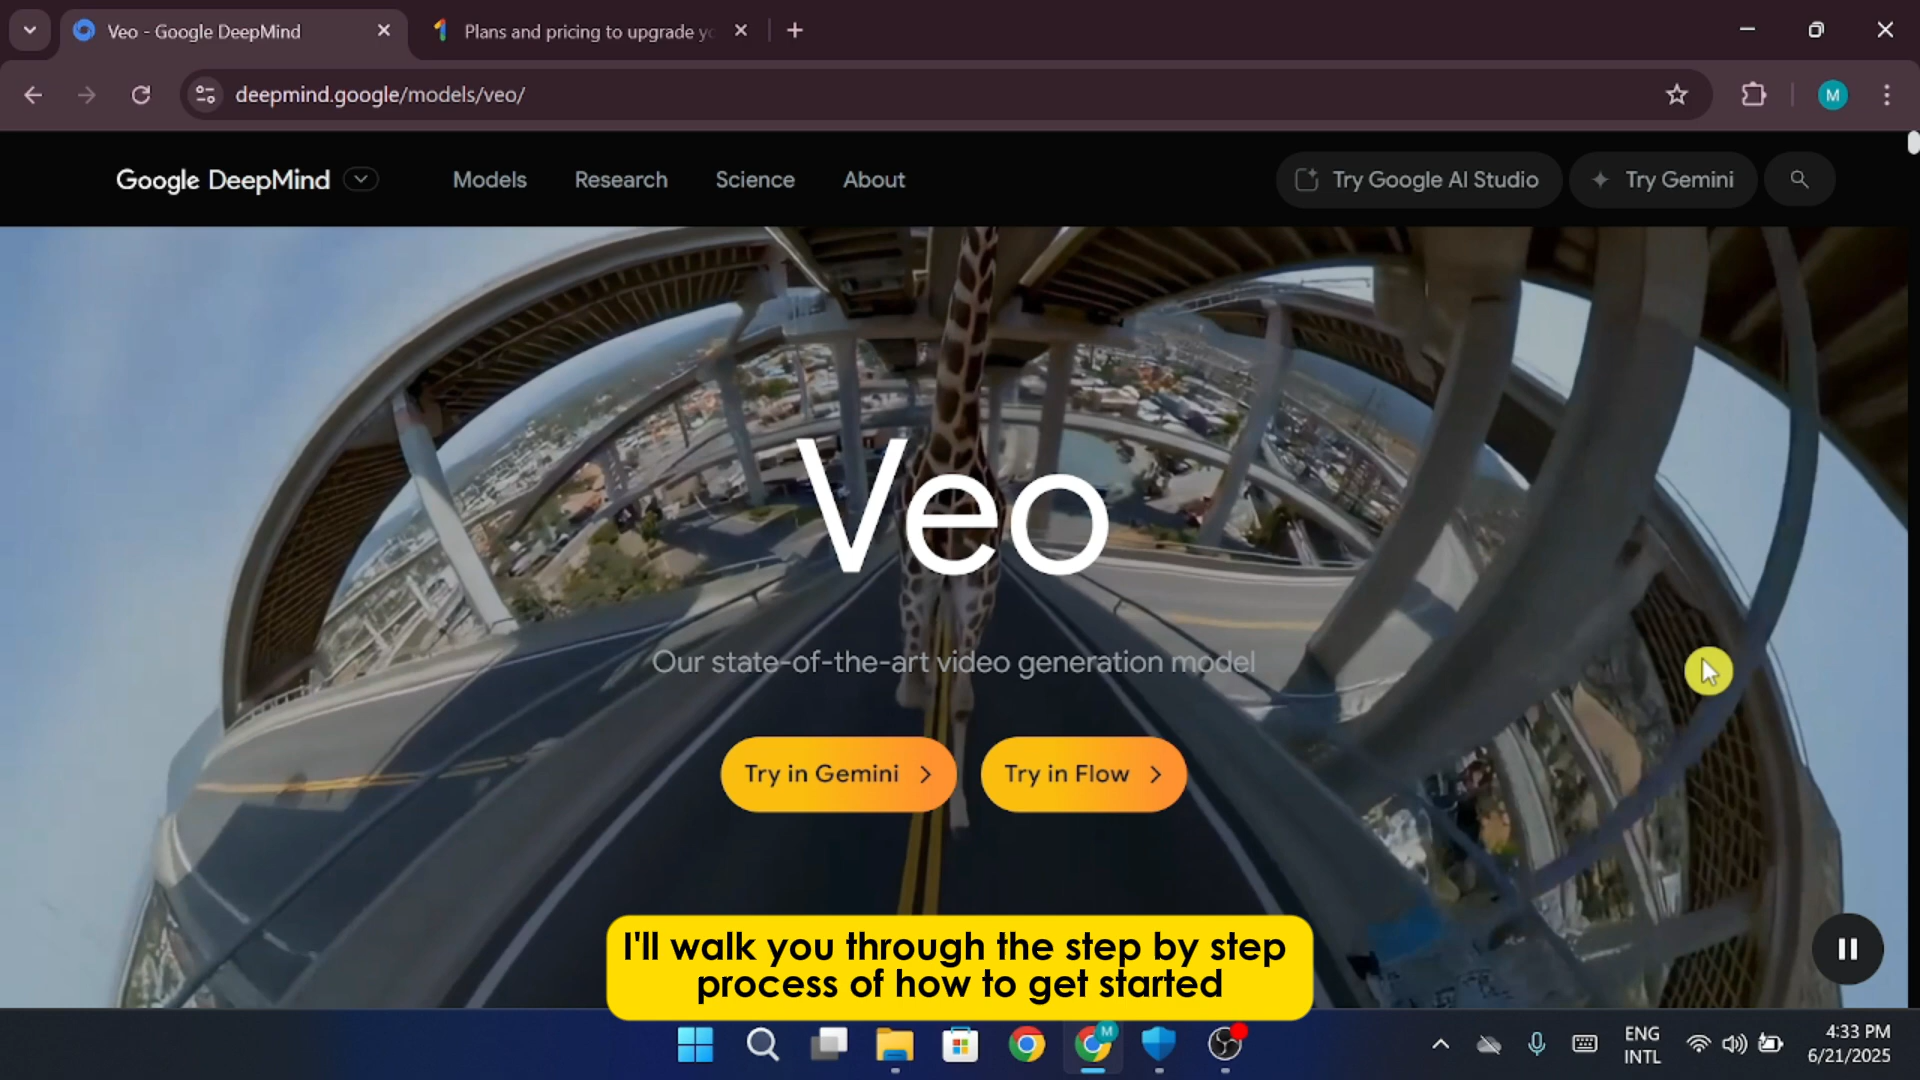 Veo - Google DeepMind
Plans and pricing to upgrade yo
deepmind.google/models/veo/
M
Google DeepMind
Models
Research
Science
About
Try Google AI Studio
Try Gemini
Veo
Our state-of-the-art video generation model
Try in Gemini
Try in Flow
I'll walk you through the step by step
process of how to get started
M
ENG
INTL
4:33 PM
6/21/2025